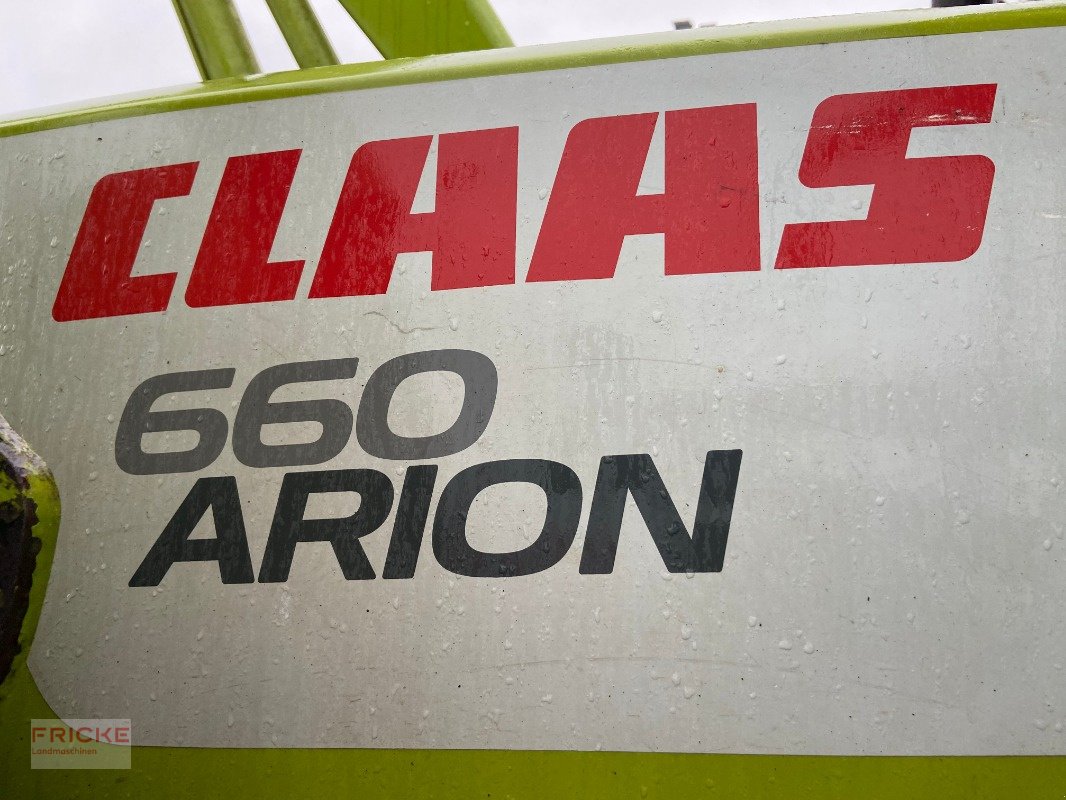 CLAAS
660
ARION
FRICKE
Landmaschinen